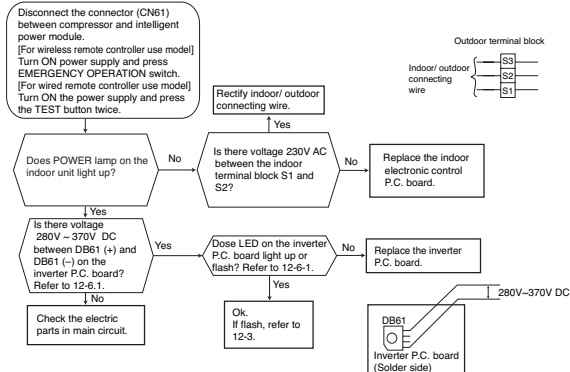 Disconnect the connector (CN61)
between compressor and intelligent
power module.
[For wireless remote controller use model]
Turn ON power supply and press
EMERGENCY OPERATION switch.
[For wired remote controller use model]
Turn ON the power supply and press
the TEST button twice.
Outdoor terminal block
Indoor/ outdoor
connecting
wire
S3
S2
S1
Rectify indoor/ outdoor
connecting wire.
Yes
Does POWER lamp on the
indoor unit light up?
No
Is there voltage 230V AC
between the indoor
terminal block S1 and
S2?
No
Replace the indoor
electronic control
P.C. board.
Yes
Is there voltage
280V ~ 370V DC
between DB61 (+) and
DB61 (–) on the
inverter P.C. board?
Refer to 12-6.1.
Yes
Dose LED on the inverter
P.C. board light up or
flash? Refer to 12-6-1.
No
Replace the inverter
P.C. board.
No
Check the electric
parts in main circuit.
Yes
Ok.
If flash, refer to
12-3.
280V~370V DC
DB61
Inverter P.C. board
(Solder side)